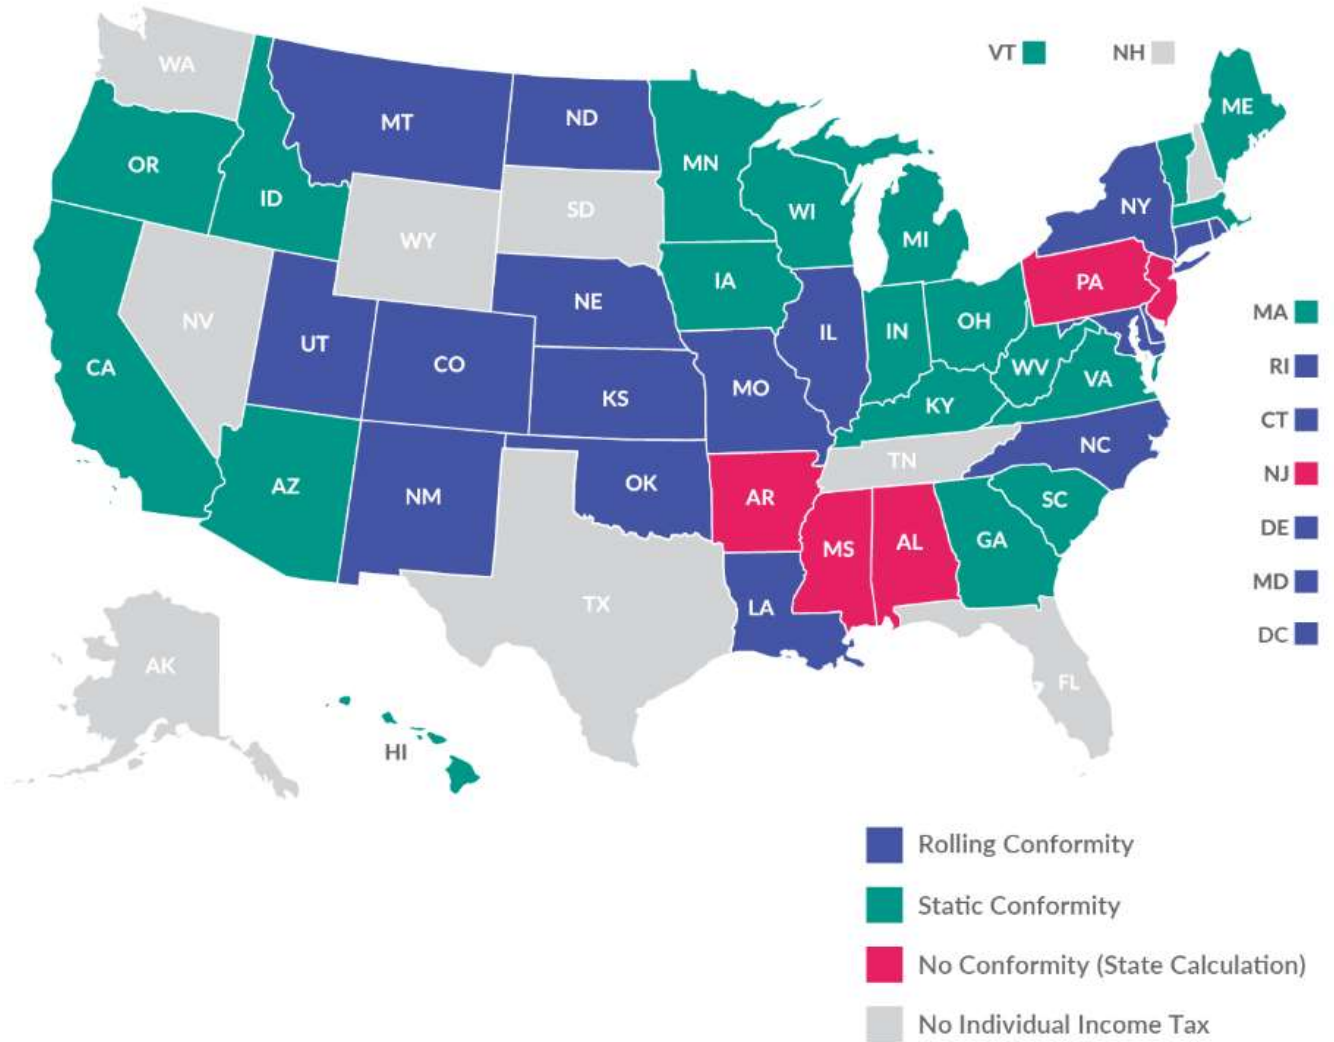 VT
NH
WA
ME
MT
ND
OR
MN
ID
SD
WI
NY
WY
MI
IA
PA
NE
MA
NV
UT
IL
IN
OH
CO
WV
RI
CA
VA
MO
KS
KY
CT
NC
TN
NJ
AZ
NM
OK
AR
SC
DE
GA
MS
AL
MD
TX
LA
DC
AK
FL
HI
Rolling Conformity
Static Conformity
No Conformity (State Calculation)
No Individual Income Tax